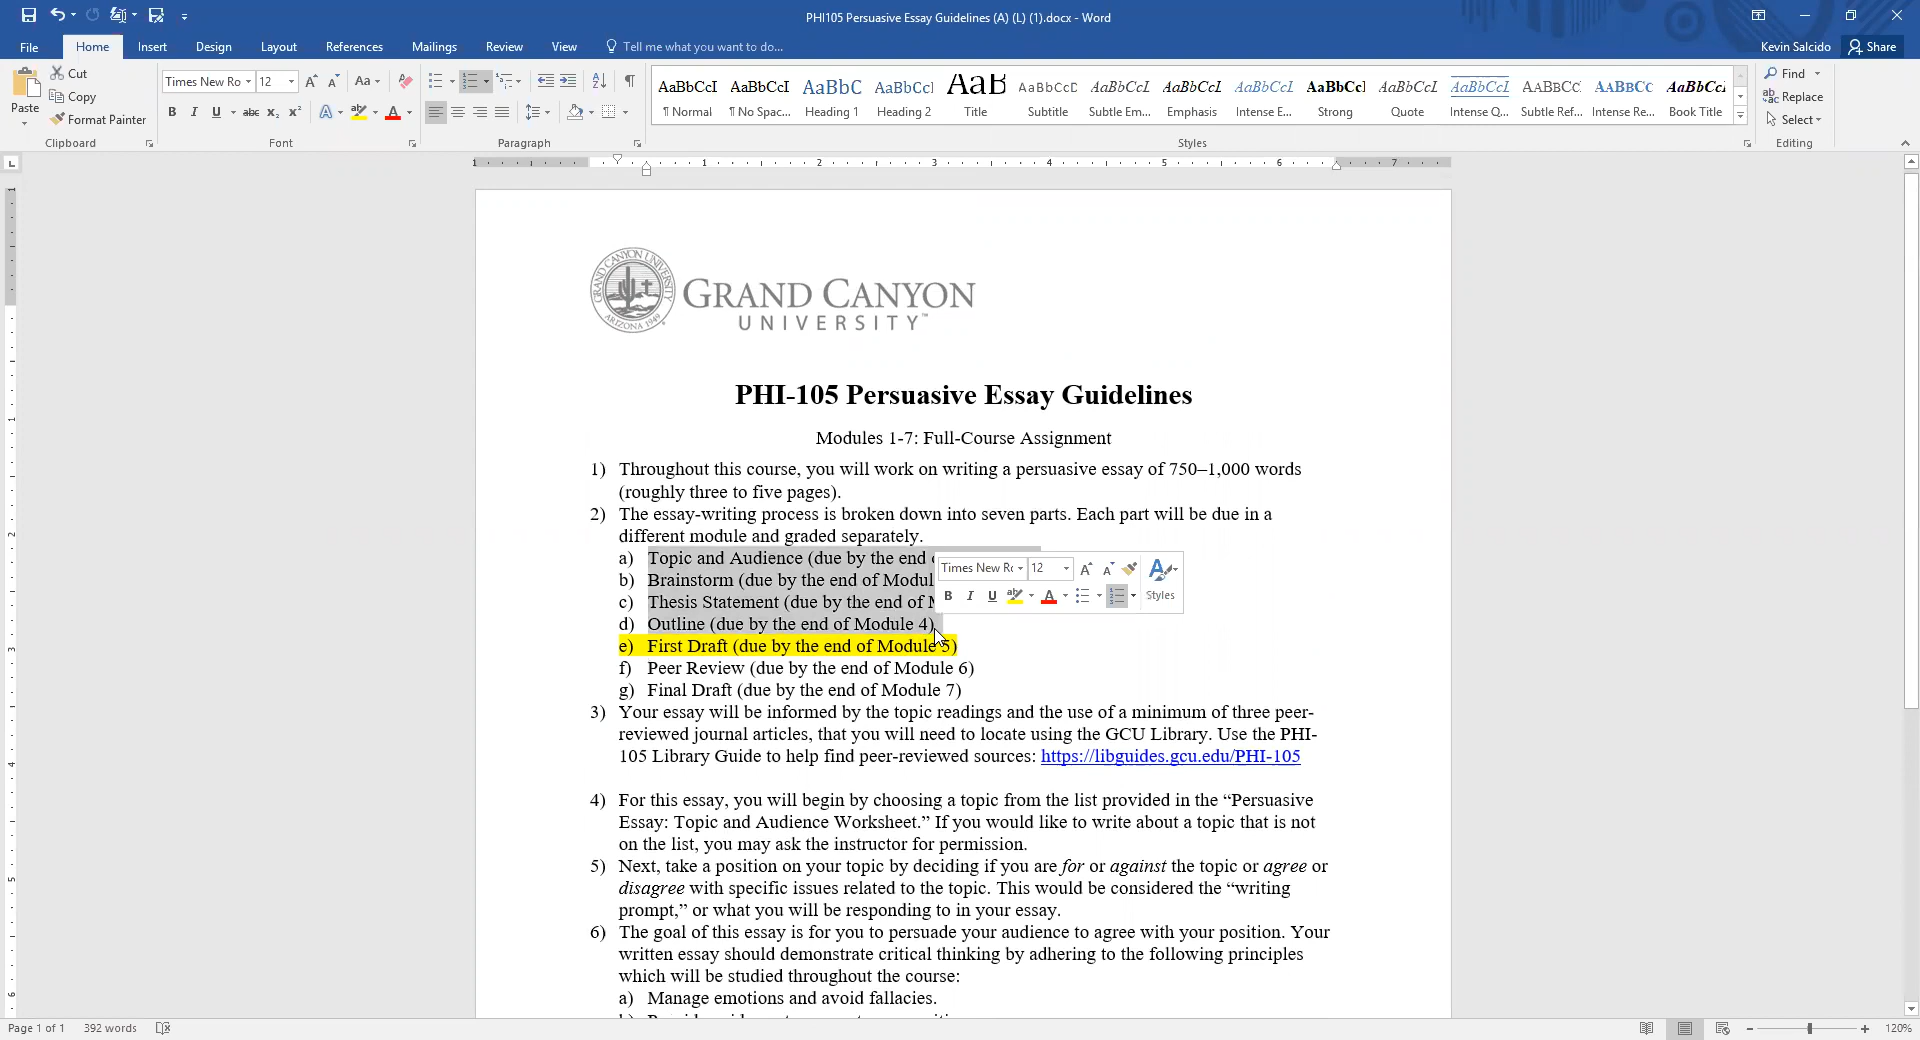 PHI105 Persuasive Essay Guidelines (A) (L) (1).docx - Word
File Home Insert Design Layout References Mailings Review View Tell me what you want to do... Kevin Salcido Share
Paste
Cut
Copy
Format Painter
Times New Ro 12 Aa
B I U abc x₂ x² A A
AaBbCcI AaBbCcI AaBbC AaBbCcI AaB AaBbCcD AaBbCcI AaBbCcI AaBbCcI AaBbCcI AaBbCcI AaBbCcI AABBCC AABBCC AaBbCcI
¶ Normal ¶ No Spac... Heading 1 Heading 2 Title Subtitle Subtle Em... Emphasis Intense E... Strong Quote Intense Q... Subtle Ref... Intense Re... Book Title
Find
Replace
Select
Clipboard Font Paragraph Styles Editing
1 1 2 3 4 5 6 7
GRAND CANYON UNIVERSITY
ARIZONA 1949
GRAND CANYON
UNIVERSITY™
PHI-105 Persuasive Essay Guidelines
Modules 1-7: Full-Course Assignment
1) Throughout this course, you will work on writing a persuasive essay of 750–1,000 words
(roughly three to five pages).
2) The essay-writing process is broken down into seven parts. Each part will be due in a
different module and graded separately.
a) Topic and Audience (due by the end
b) Brainstorm (due by the end of Modul
c) Thesis Statement (due by the end of
d) Outline (due by the end of Module 4)
e) First Draft (due by the end of Module 5)
f) Peer Review (due by the end of Module 6)
g) Final Draft (due by the end of Module 7)
Times New Ro 12
B I U A Styles
3) Your essay will be informed by the topic readings and the use of a minimum of three peer-
reviewed journal articles, that you will need to locate using the GCU Library. Use the PHI-
105 Library Guide to help find peer-reviewed sources: https://libguides.gcu.edu/PHI-105
4) For this essay, you will begin by choosing a topic from the list provided in the “Persuasive
Essay: Topic and Audience Worksheet.” If you would like to write about a topic that is not
on the list, you may ask the instructor for permission.
5) Next, take a position on your topic by deciding if you are for or against the topic or agree or
disagree with specific issues related to the topic. This would be considered the “writing
prompt,” or what you will be responding to in your essay.
6) The goal of this essay is for you to persuade your audience to agree with your position. Your
written essay should demonstrate critical thinking by adhering to the following principles
which will be studied throughout the course:
a) Manage emotions and avoid fallacies.
Page 1 of 1 392 words 120%